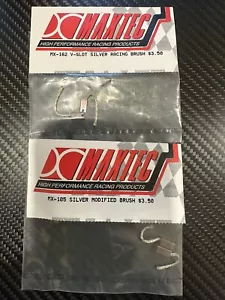 MAXTEC
HIGH PERFORMANCE RACING PRODUCTS
MX-162 V-SLOT SILVER RACING BRUSH $3.50
MAXTEC
HIGH PERFORMANCE RACING PRODUCTS
MX-105 SILVER MODIFIED BRUSH $3.50